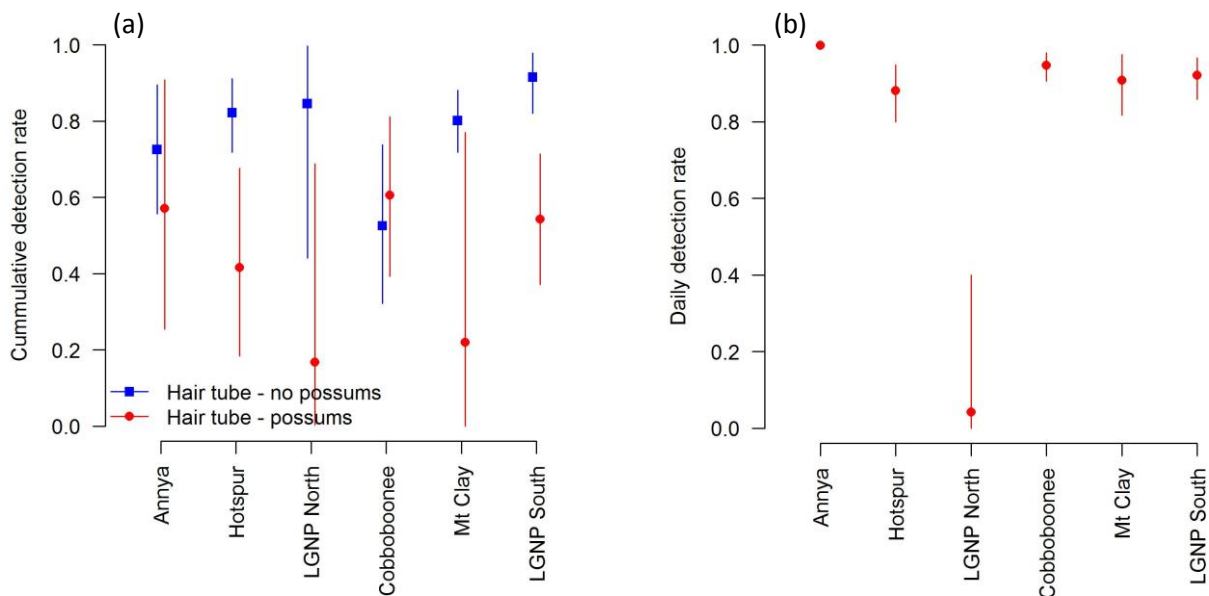 (a)
Cummulative detection rate
1.0
0.8
0.6
0.4
0.2
0.0
Hair tube - no possums
Hair tube - possums
Annya
Hotspur
LGNP North
Cobboboonee
Mt Clay
LGNP South
(b)
Daily detection rate
1.0
0.8
0.6
0.4
0.2
0.0
Annya
Hotspur
LGNP North
Cobboboonee
Mt Clay
LGNP South